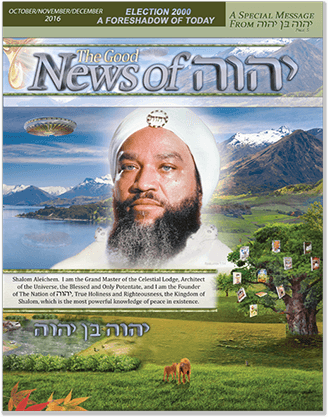 OCTOBER/NOVEMBER/DECEMBER
2016
ELECTION 2000
A FORESHADOW OF TODAY
A SPECIAL MESSAGE
FROM יהוה בן יהוה
The Good
News of יהוה
Shalom Aleichem. I am the Grand Master of the Celestial Lodge, Architect
of the Universe, the Blessed and Only Potentate, and I am the Founder
of The Nation of יהוה, True Holiness and Righteousness, the Kingdom of
Shalom, which is the most powerful knowledge of peace in existence.
יהוה בן יהוה